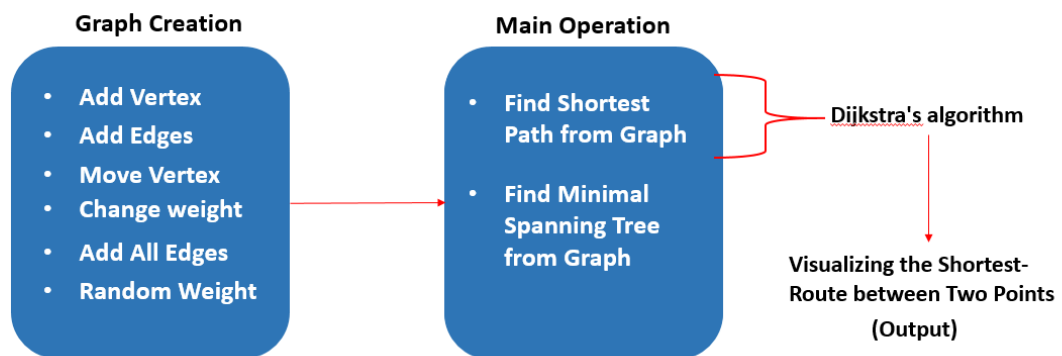 Graph Creation
• Add Vertex
• Add Edges
• Move Vertex
• Change weight
• Add All Edges
• Random Weight
Main Operation
• Find Shortest
Path from Graph
• Find Minimal
Spanning Tree
from Graph
Dijkstra's algorithm
Visualizing the Shortest-
Route between Two Points
(Output)